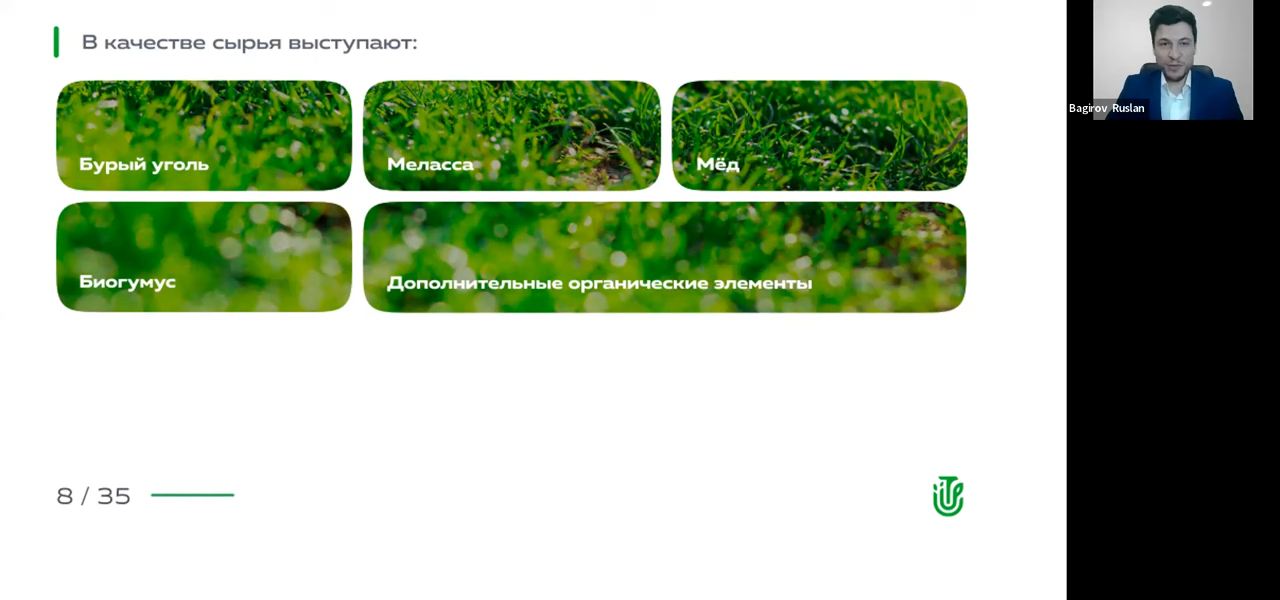 В качестве сырья выступают:
Бурый уголь
Меласса
Мёд
Биогумус
Дополнительные органические элементы
8 / 35
Bagirov Ruslan